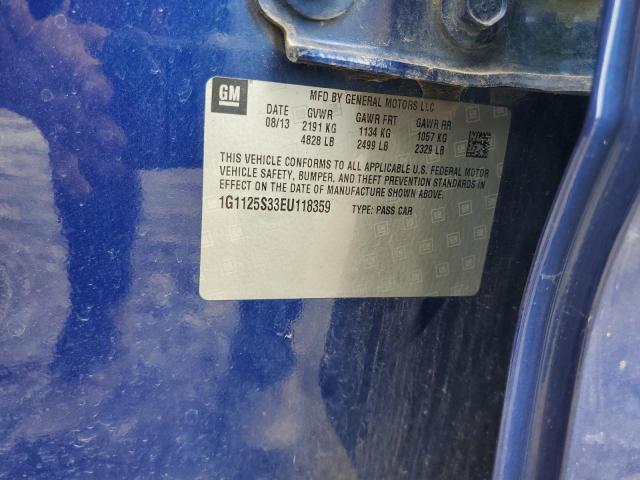 GM
MFD BY GENERAL MOTORS LLC
DATE GVWR GAWR FRT GAWR RR
08/13 2191 KG 1134 KG 1057 KG
4828 LB 2499 LB 2329 LB
THIS VEHICLE CONFORMS TO ALL APPLICABLE U.S. FEDERAL MOTOR
VEHICLE SAFETY, BUMPER, AND THEFT PREVENTION STANDARDS IN
EFFECT ON THE DATE OF MANUFACTURE SHOWN ABOVE.
1G1125S33EU118359 TYPE: PASS CAR